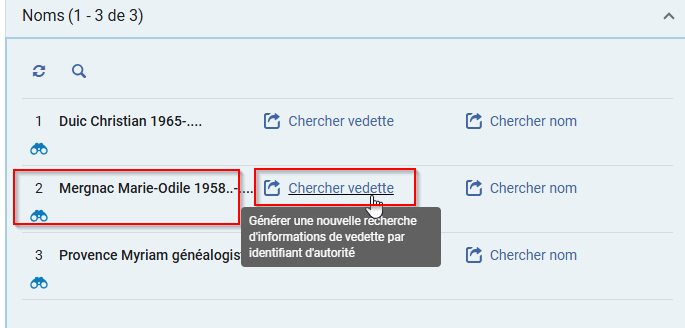 Noms (1 - 3 de 3)
1 Duic Christian 1965-.... Chercher vedette Chercher nom
2 Mergnac Marie-Odile 1958..-.... Chercher vedette Chercher nom
Générer une nouvelle recherche
d'informations de vedette par
identifiant d'autorité
3 Provence Myriam généalogis Chercher nom